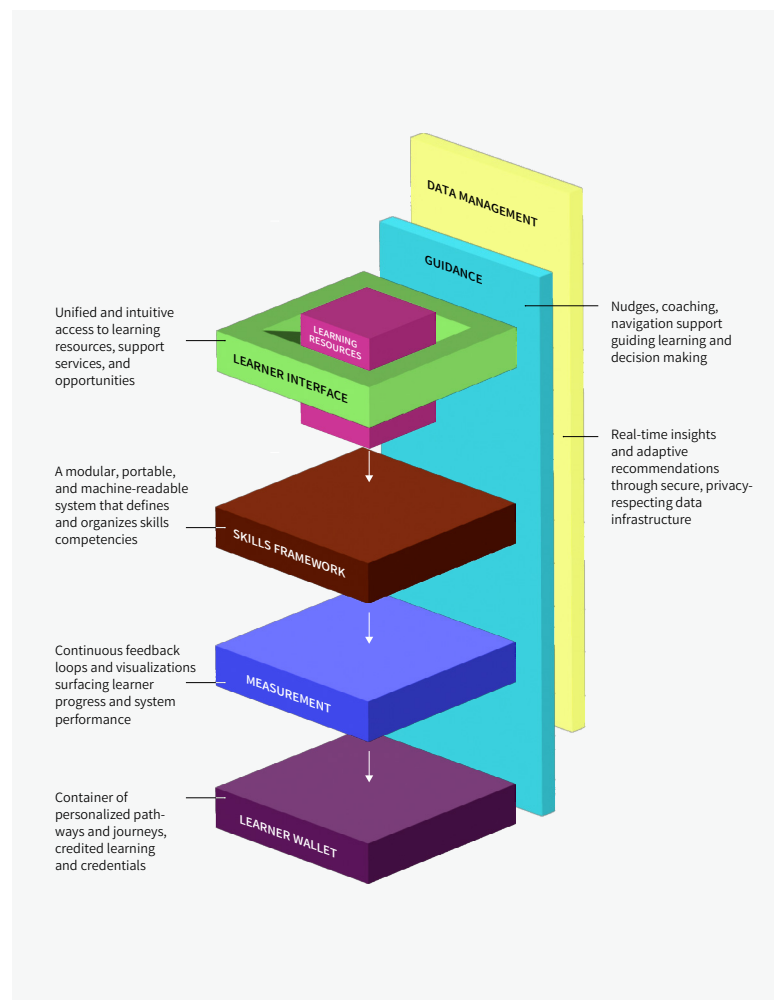 DATA MANAGEMENT
GUIDANCE
Unified and intuitive
access to learning
resources, support
services, and
opportunities
LEARNING
RESOURCES
LEARNER INTERFACE
Nudges, coaching,
navigation support
guiding learning and
decision making
Real-time insights
and adaptive
recommendations
through secure, privacy-
respecting data
infrastructure
A modular, portable,
and machine-readable
system that defines
and organizes skills
competencies
SKILLS FRAMEWORK
Continuous feedback
loops and visualizations
surfacing learner
progress and system
performance
MEASUREMENT
Container of
personalized path-
ways and journeys,
credited learning
and credentials
LEARNER WALLET